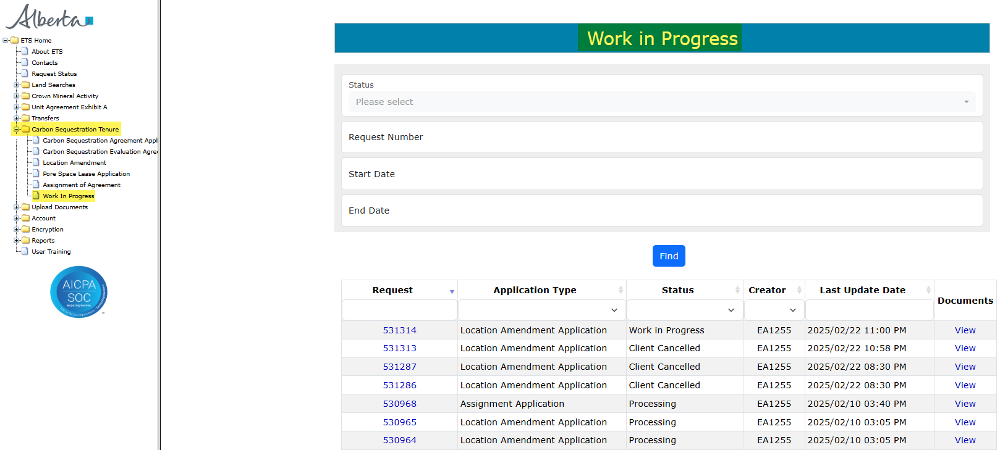 Alberta
ETS Home
About ETS
Contacts
Request Status
Land Searches
Crown Mineral Activity
Unit Agreement Exhibit A
Transfers
Carbon Sequestration Tenure
Carbon Sequestration Agreement Appl
Carbon Sequestration Evaluation Agree
Location Amendment
Pore Space Lease Application
Assignment of Agreement
Work In Progress
Upload Documents
Account
Encryption
Reports
User Training
AICPA
SOC
Work in Progress
Status
Please select
Request Number
Start Date
End Date
Find
Request Application Type Status Creator Last Update Date Documents
531314 Location Amendment Application Work in Progress EA1255 2025/02/22 11:00 PM View
531313 Location Amendment Application Client Cancelled EA1255 2025/02/22 10:58 PM View
531287 Location Amendment Application Client Cancelled EA1255 2025/02/22 08:30 PM View
531286 Location Amendment Application Client Cancelled EA1255 2025/02/22 08:30 PM View
530968 Assignment Application Processing EA1255 2025/02/10 03:40 PM View
530965 Location Amendment Application Processing EA1255 2025/02/10 03:05 PM View
530964 Location Amendment Application Processing EA1255 2025/02/10 03:05 PM View